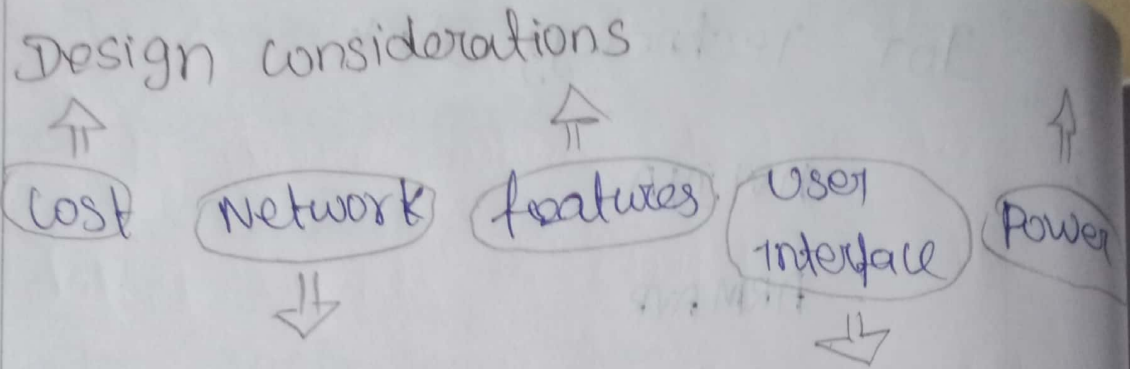 Design considerations
cost Network features User interface Power